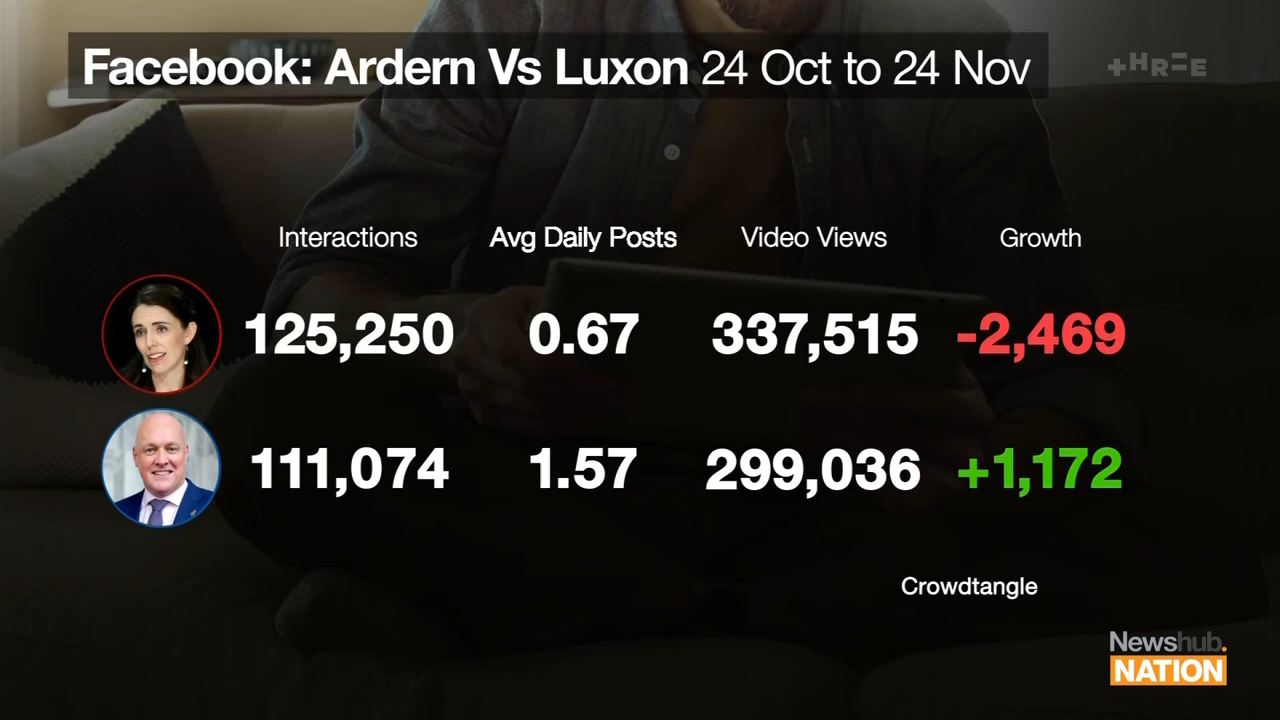 Facebook: Ardern Vs Luxon 24 Oct to 24 Nov
+HR=E
Interactions Avg Daily Posts Video Views Growth
125,250 0.67 337,515 -2,469
111,074 1.57 299,036 +1,172
Crowdtangle
Newshub.
NATION